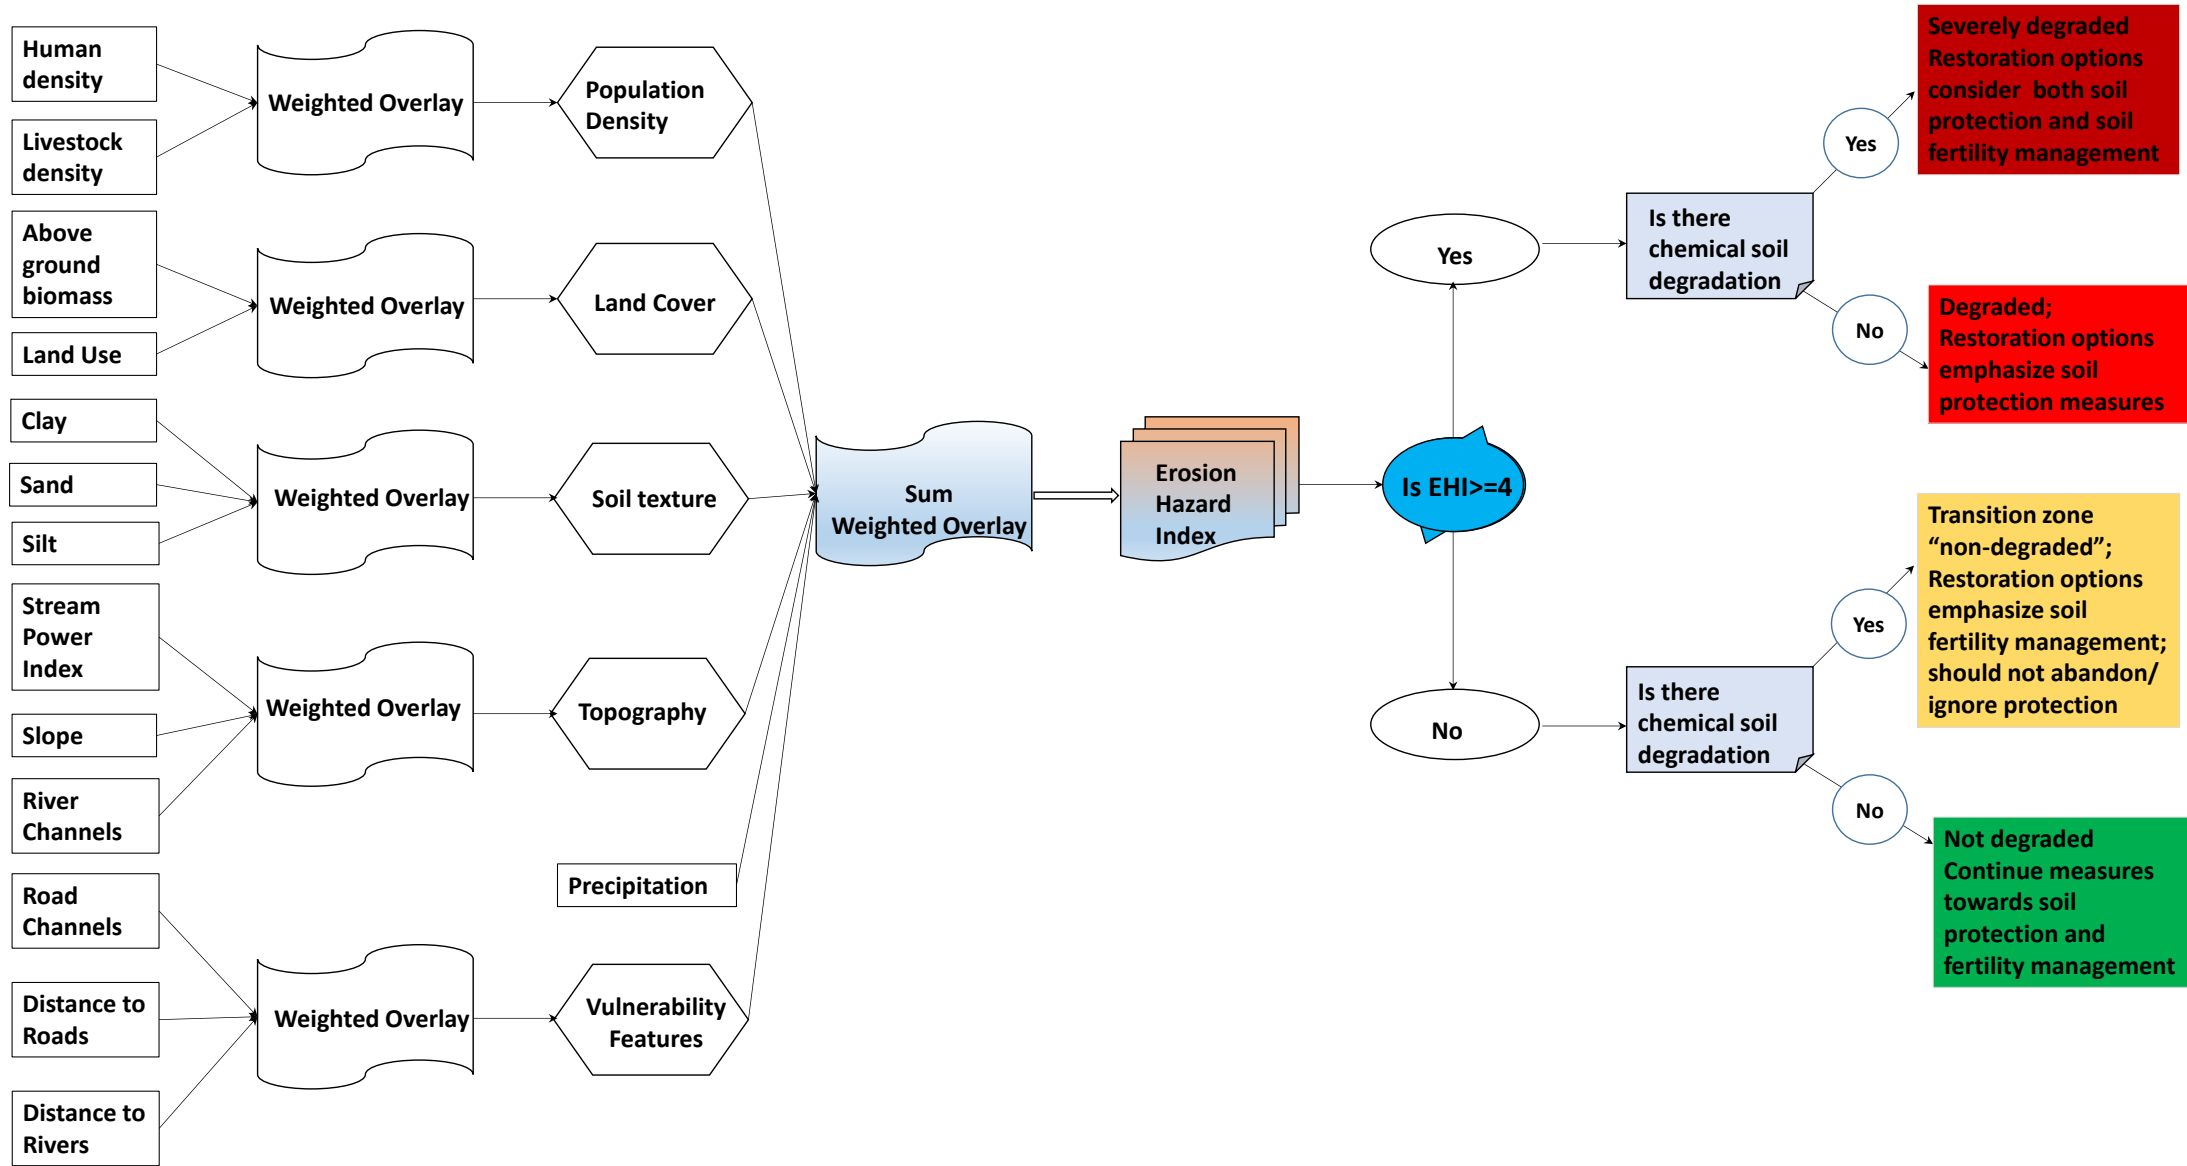 Human
density
Livestock
density
Above
ground
biomass
Land Use
Clay
Sand
Silt
Stream
Power
Index
Slope
River
Channels
Road
Channels
Distance to
Roads
Distance to
Rivers
Weighted Overlay
Weighted Overlay
Weighted Overlay
Weighted Overlay
Weighted Overlay
Population
Density
Land Cover
Soil texture
Topography
Precipitation
Vulnerability
Features
Sum
Weighted Overlay
Erosion
Hazard
Index
Is EHI>=4
Yes
No
Is there
chemical soil
degradation
Yes
No
Is there
chemical soil
degradation
Yes
No
Severely degraded
Restoration options
consider both soil
protection and soil
fertility management
Degraded;
Restoration options
emphasize soil
protection measures
Transition zone
“non-degraded”;
Restoration options
emphasize soil
fertility management;
should not abandon/
ignore protection
Not degraded
Continue measures
towards soil
protection and
fertility management